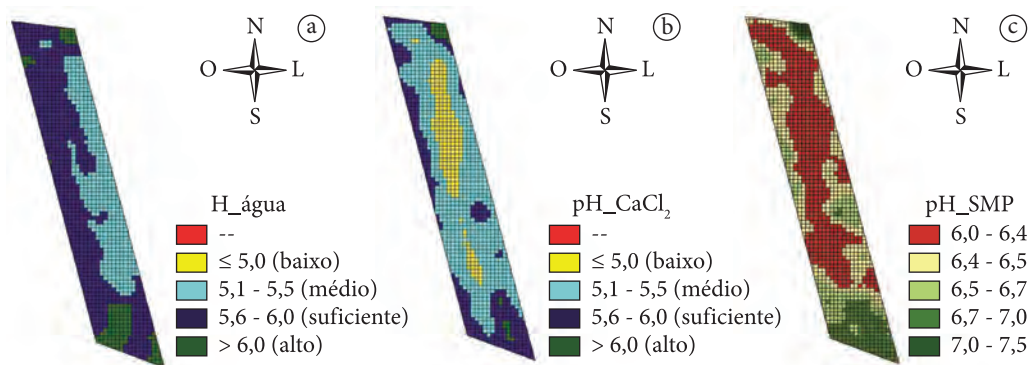 a
N
O L
S
H_água
--
≤ 5,0 (baixo)
5,1 - 5,5 (médio)
5,6 - 6,0 (suficiente)
> 6,0 (alto)
b
N
O L
S
pH_CaCl₂
--
≤ 5,0 (baixo)
5,1 - 5,5 (médio)
5,6 - 6,0 (suficiente)
> 6,0 (alto)
c
N
O L
S
pH_SMP
6,0 - 6,4
6,4 - 6,5
6,5 - 6,7
6,7 - 7,0
7,0 - 7,5